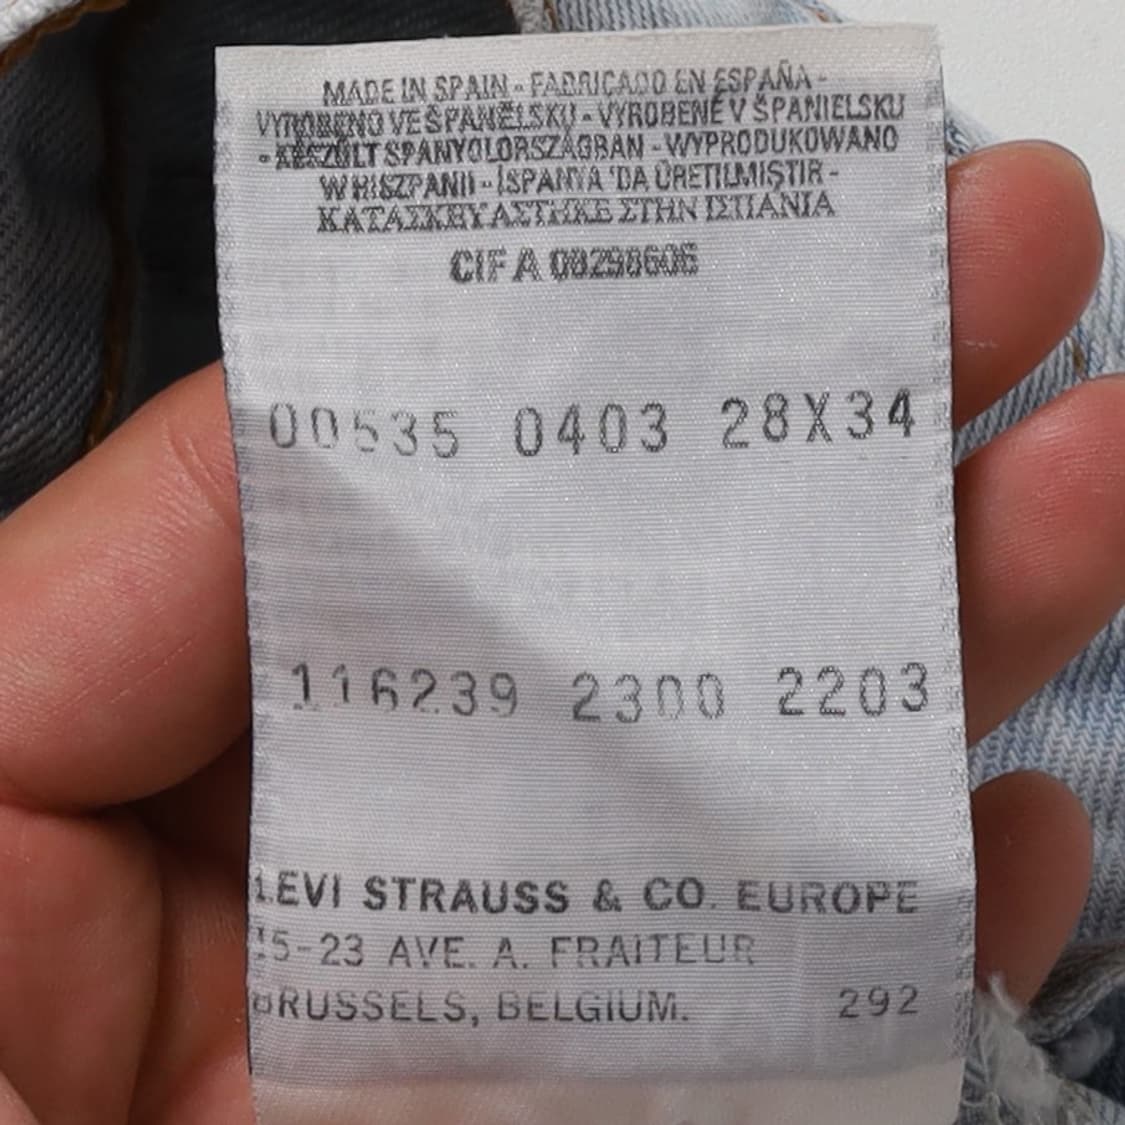 MADE IN SPAIN - FABRICADO EN ESPAÑA -
VYROBENO VE ŠPANĚLSKU - VYROBENÉ V ŠPANIELSKU
- KÉSZÜLT SPANYOLORSZÁGBAN - WYPRODUKOWANO
W HISZPANII - İSPANYA 'DA ÜRETILMIŞTIR -
ΚΑΤΑΣΚΕΥΑΣΤΗΚΕ ΣΤΗΝ ΙΣΠΑΝΙΑ
CIF A 08298606
00535 0403 28X34
116239 2300 2203
LEVI STRAUSS & CO. EUROPE
15-23 AVE. A. FRAITEUR
BRUSSELS, BELGIUM. 292